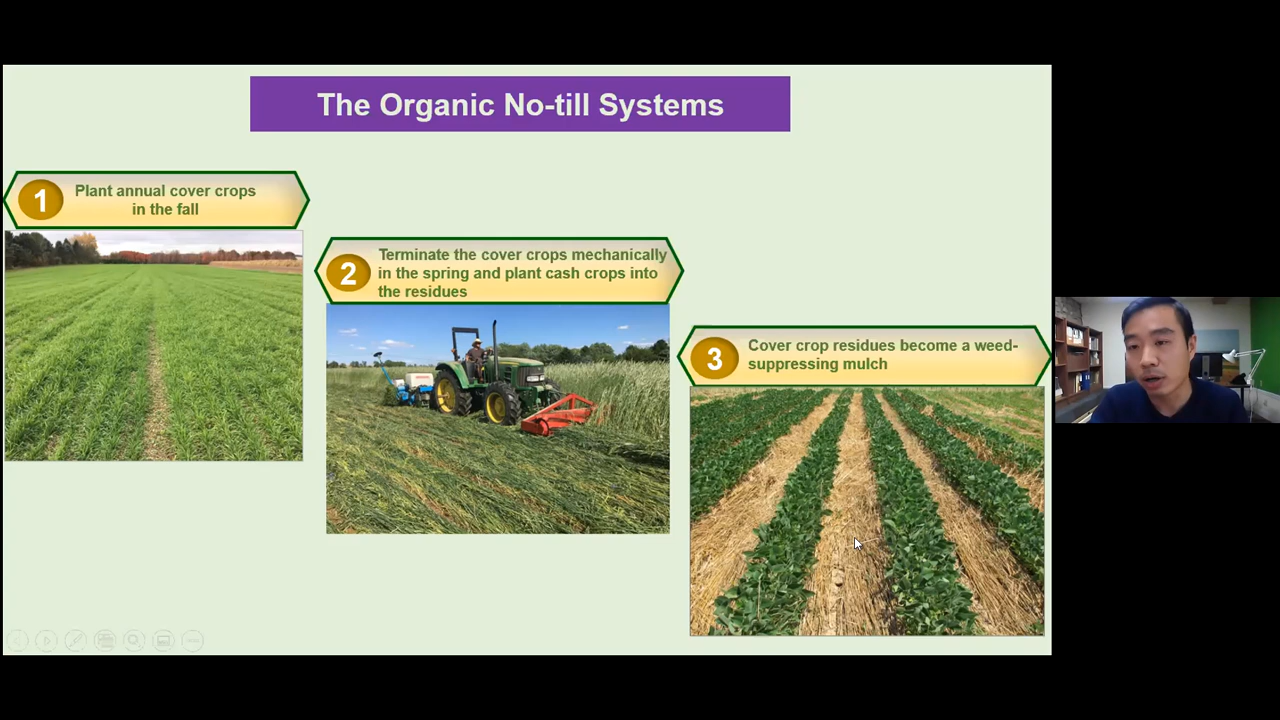 The Organic No-till Systems
1
Plant annual cover crops
in the fall
2
Terminate the cover crops mechanically
in the spring and plant cash crops into
the residues
3
Cover crop residues become a weed-
suppressing mulch